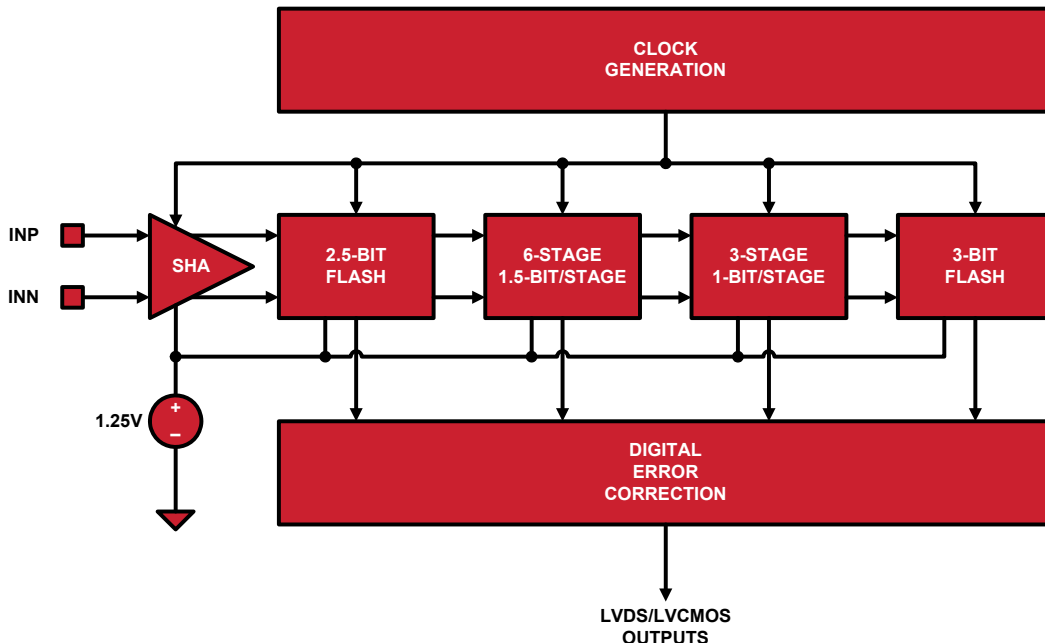 CLOCK
GENERATION
INP
INN
SHA
2.5-BIT
FLASH
6-STAGE
1.5-BIT/STAGE
3-STAGE
1-BIT/STAGE
3-BIT
FLASH
1.25V
+
–
DIGITAL
ERROR
CORRECTION
LVDS/LVCMOS
OUTPUTS